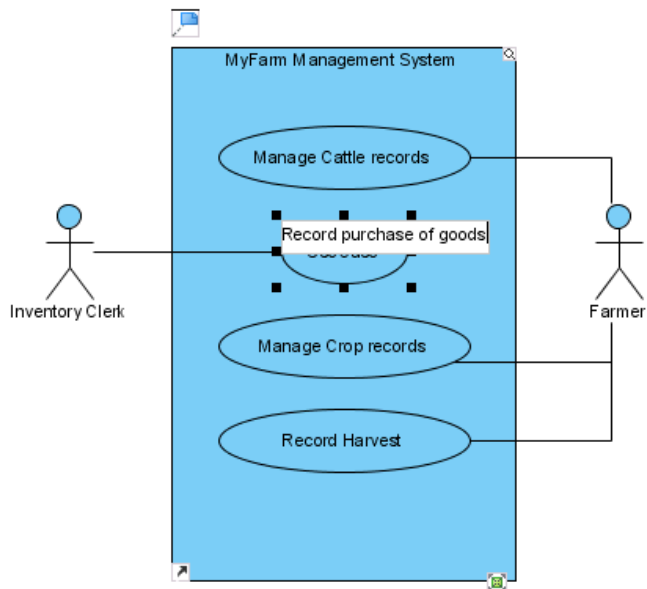 MyFarm Management System
Manage Cattle records
Record purchase of goods
Inventory Clerk
Farmer
Manage Crop records
Record Harvest